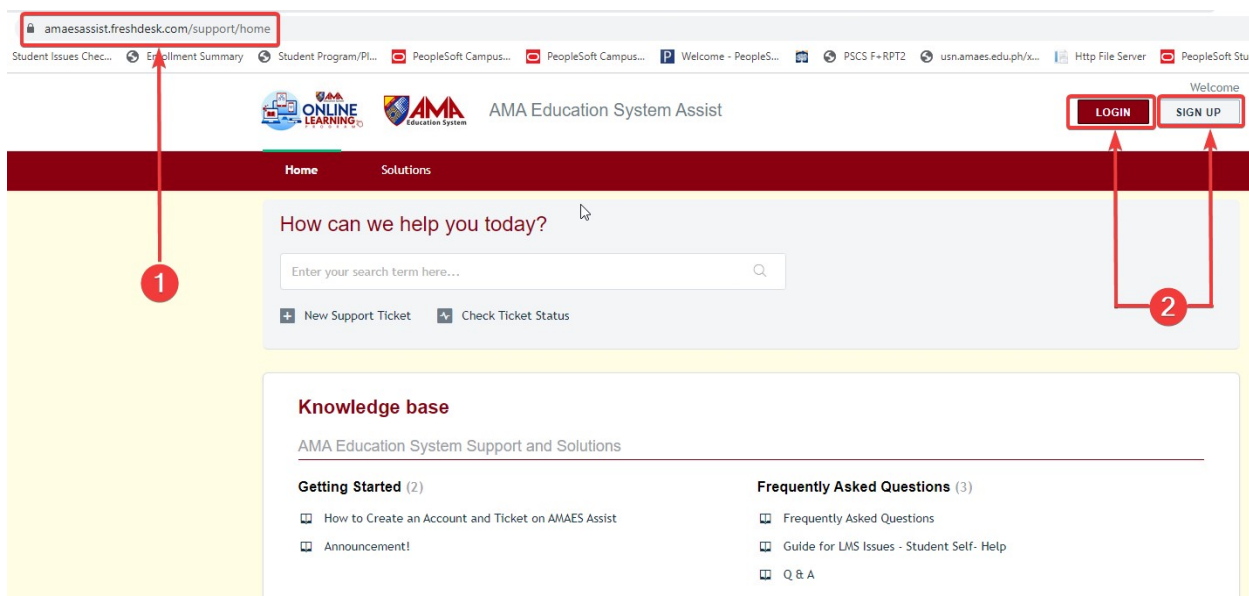 amaesassist.freshdesk.com/support/home
Student Issues Chec... Enrollment Summary Student Program/Pl... PeopleSoft Campus... PeopleSoft Campus... Welcome - PeopleS... PSCS F+RPT2 usn.amaes.edu.ph/x... Http File Server PeopleSoft Stu
Welcome
AMA ONLINE LEARNING PROGRAM AMA Education System AMA Education System Assist LOGIN SIGN UP
Home Solutions
How can we help you today?
Enter your search term here...
1
New Support Ticket Check Ticket Status
2
Knowledge base
AMA Education System Support and Solutions
Getting Started (2) Frequently Asked Questions (3)
How to Create an Account and Ticket on AMAES Assist Frequently Asked Questions
Announcement! Guide for LMS Issues - Student Self- Help
Q & A